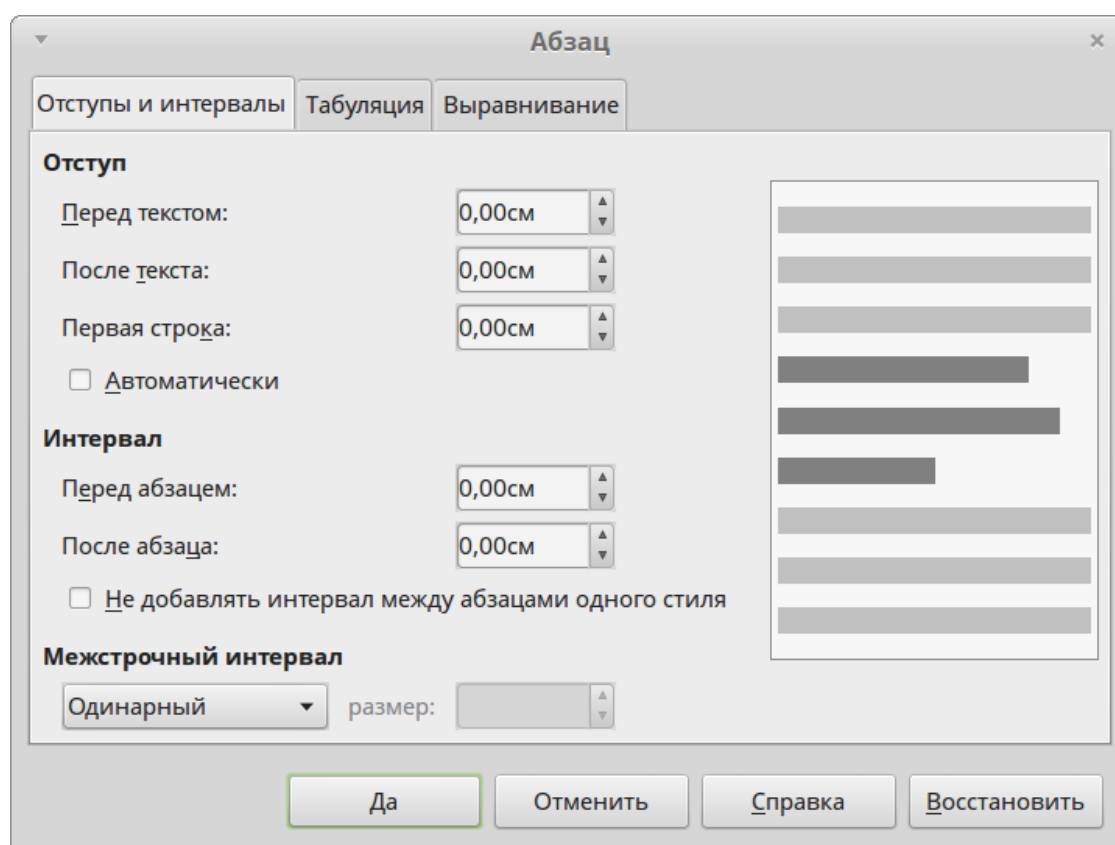 Абзац
Отступы и интервалы Табуляция Выравнивание
Отступ
Перед текстом: 0,00см
После текста: 0,00см
Первая строка: 0,00см
Автоматически
Интервал
Перед абзацем: 0,00см
После абзаца: 0,00см
Не добавлять интервал между абзацами одного стиля
Межстрочный интервал
Одинарный размер:
Да Отменить Справка Восстановить